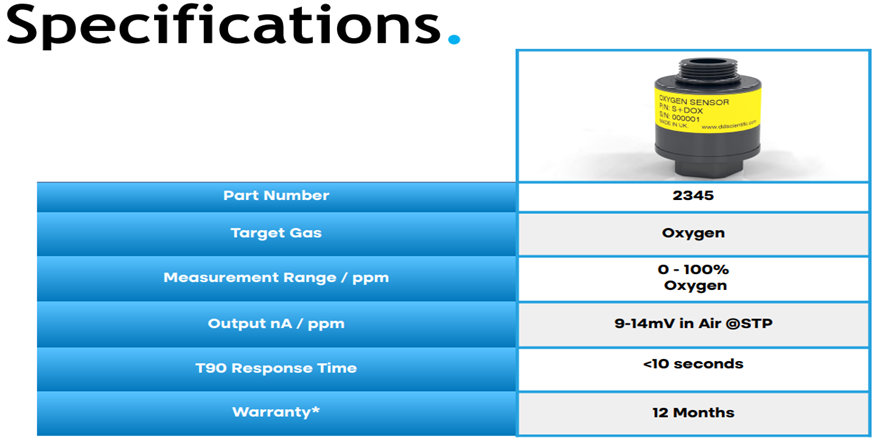 Specifications.
OXYGEN SENSOR
P/N: S+DOX
S/N: 000001
MADE IN UK www.ddscientific.com
Part Number 2345
Target Gas Oxygen
Measurement Range / ppm 0 - 100%
Oxygen
Output nA / ppm 9-14mV in Air @STP
T90 Response Time <10 seconds
Warranty* 12 Months